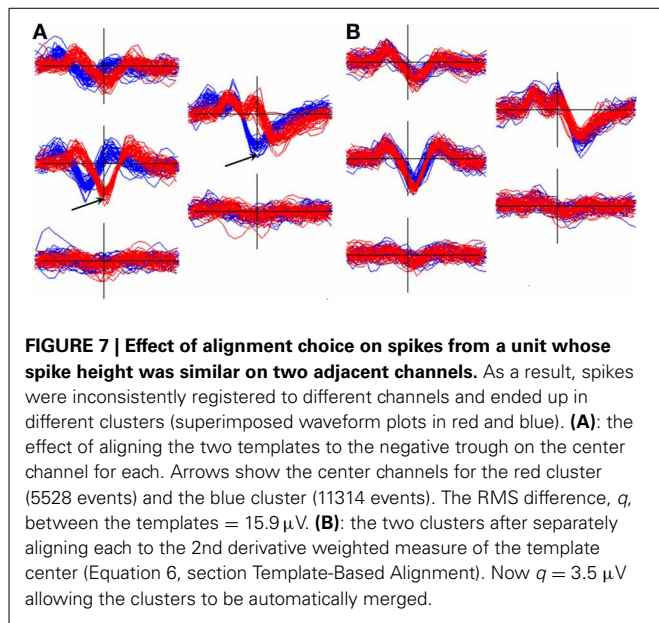 A
B
FIGURE 7 | Effect of alignment choice on spikes from a unit whose
spike height was similar on two adjacent channels. As a result, spikes
were inconsistently registered to different channels and ended up in
different clusters (superimposed waveform plots in red and blue). (A): the
effect of aligning the two templates to the negative trough on the center
channel for each. Arrows show the center channels for the red cluster
(5528 events) and the blue cluster (11314 events). The RMS difference, q,
between the templates = 15.9 μV. (B): the two clusters after separately
aligning each to the 2nd derivative weighted measure of the template
center (Equation 6, section Template-Based Alignment). Now q = 3.5 μV
allowing the clusters to be automatically merged.